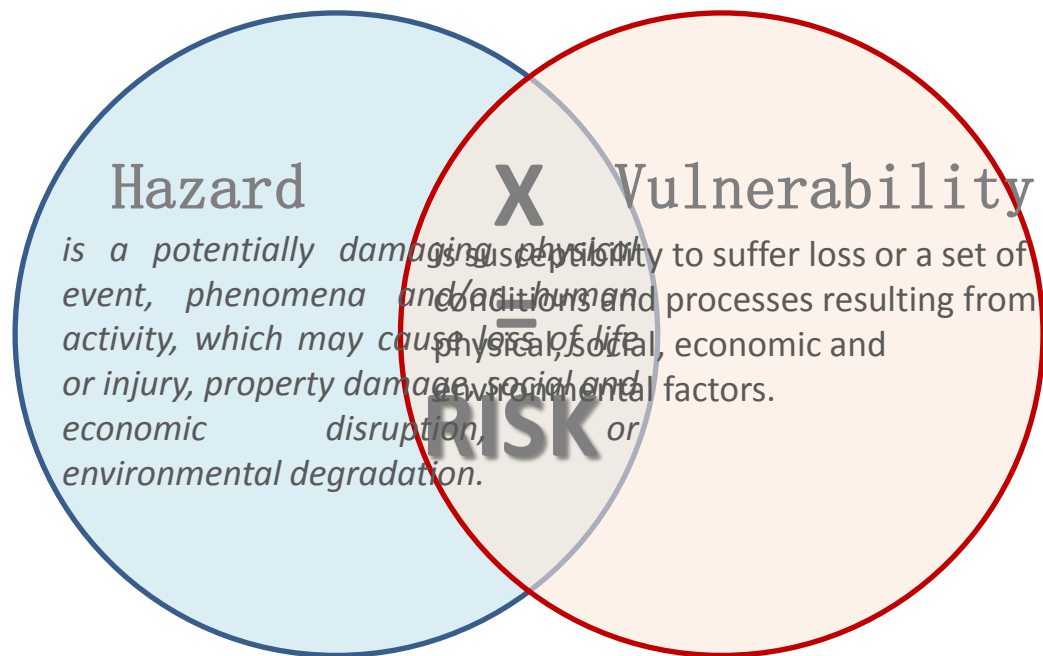 Hazard
is a potentially damaging physical
event, phenomena and/or human
activity, which may cause loss of life
or injury, property damage, social and
economic disruption, or
environmental degradation.
X
=
RISK
Vulnerability
is susceptibility to suffer loss or a set of
conditions and processes resulting from
physical, social, economic and
environmental factors.